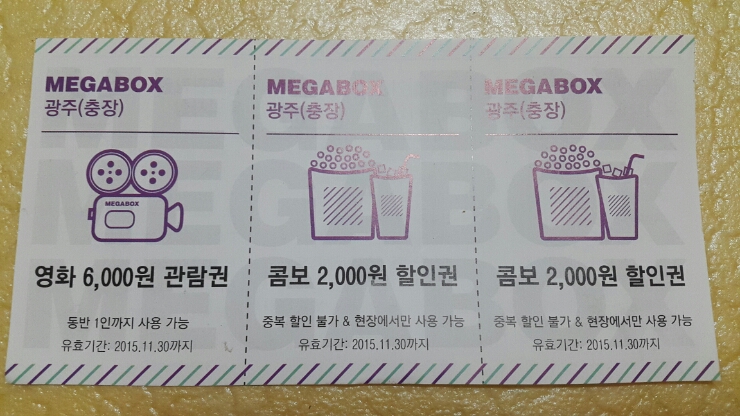 MEGABOX
광주(충장)
MEGABOX
영화 6,000원 관람권
동반 1인까지 사용 가능
유효기간: 2015.11.30까지
MEGABOX
광주(충장)
콤보 2,000원 할인권
중복 할인 불가 & 현장에서만 사용 가능
유효기간: 2015.11.30까지
MEGABOX
광주(충장)
콤보 2,000원 할인권
중복 할인 불가 & 현장에서만 사용 가능
유효기간: 2015.11.30까지